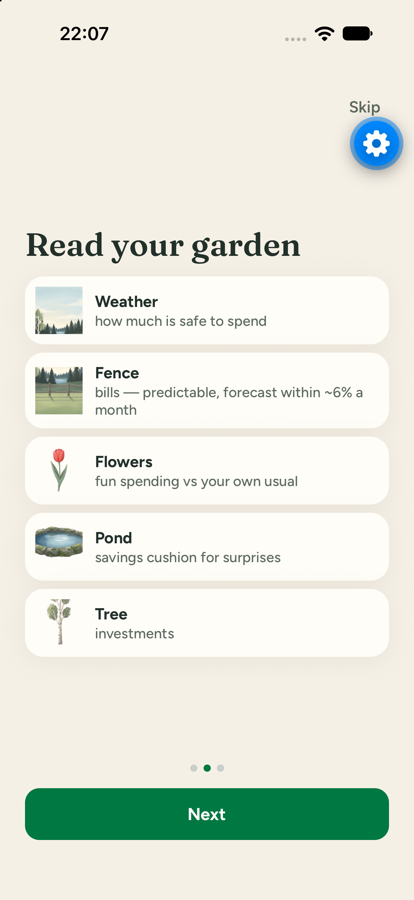 22:07
Skip
Read your garden
Weather
how much is safe to spend
Fence
bills — predictable, forecast within ~6% a
month
Flowers
fun spending vs your own usual
Pond
savings cushion for surprises
Tree
investments
Next